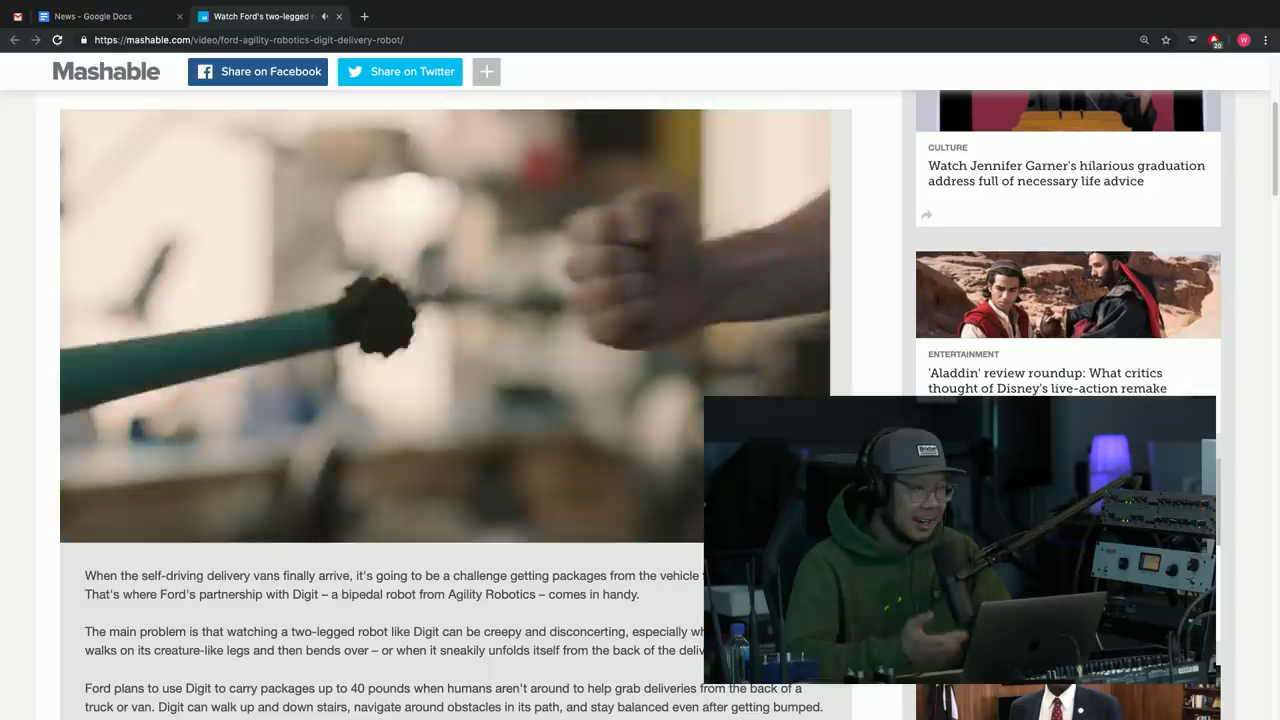 News - Google Docs
Watch Ford's two-legged
https://mashable.com/video/ford-agility-robotics-digit-delivery-robot/
20
W
Mashable
Share on Facebook
Share on Twitter
CULTURE
Watch Jennifer Garner's hilarious graduation
address full of necessary life advice
ENTERTAINMENT
'Aladdin' review roundup: What critics
thought of Disney's live-action remake
When the self-driving delivery vans finally arrive, it's going to be a challenge getting packages from the vehicle
That's where Ford's partnership with Digit – a bipedal robot from Agility Robotics – comes in handy.
The main problem is that watching a two-legged robot like Digit can be creepy and disconcerting, especially
walks on its creature-like legs and then bends over – or when it sneakily unfolds itself from the back of the
Ford plans to use Digit to carry packages up to 40 pounds when humans aren't around to help grab deliveries from the back of a
truck or van. Digit can walk up and down stairs, navigate around obstacles in its path, and stay balanced even after getting bumped.